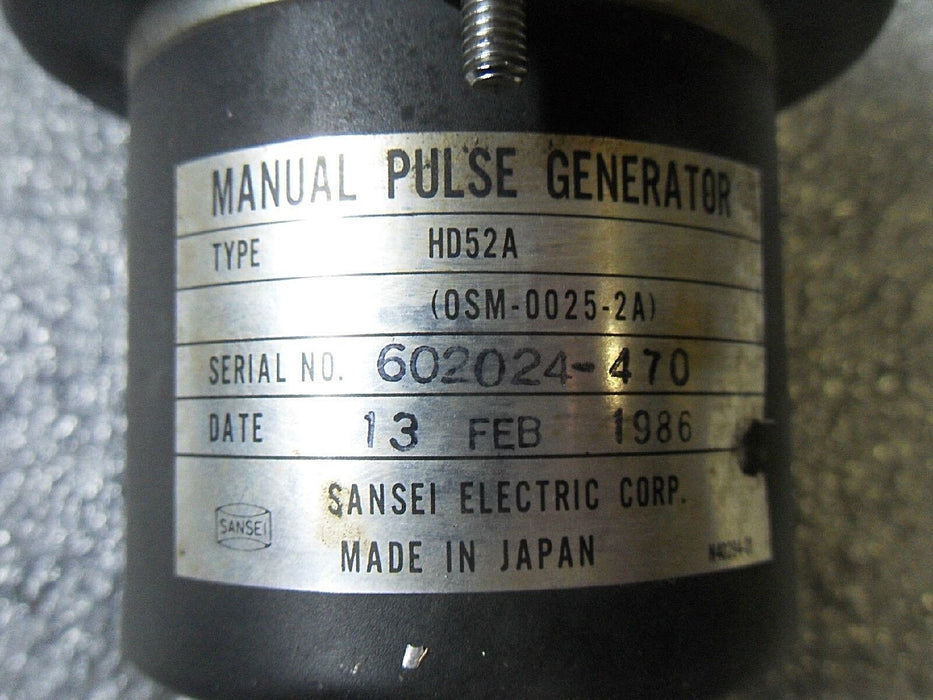 MANUAL PULSE GENERATOR
TYPE HD52A
(OSM-0025-2A)
SERIAL NO. 602024-470
DATE 13 FEB 1986
SANSEI ELECTRIC CORP.
SANSEI
MADE IN JAPAN